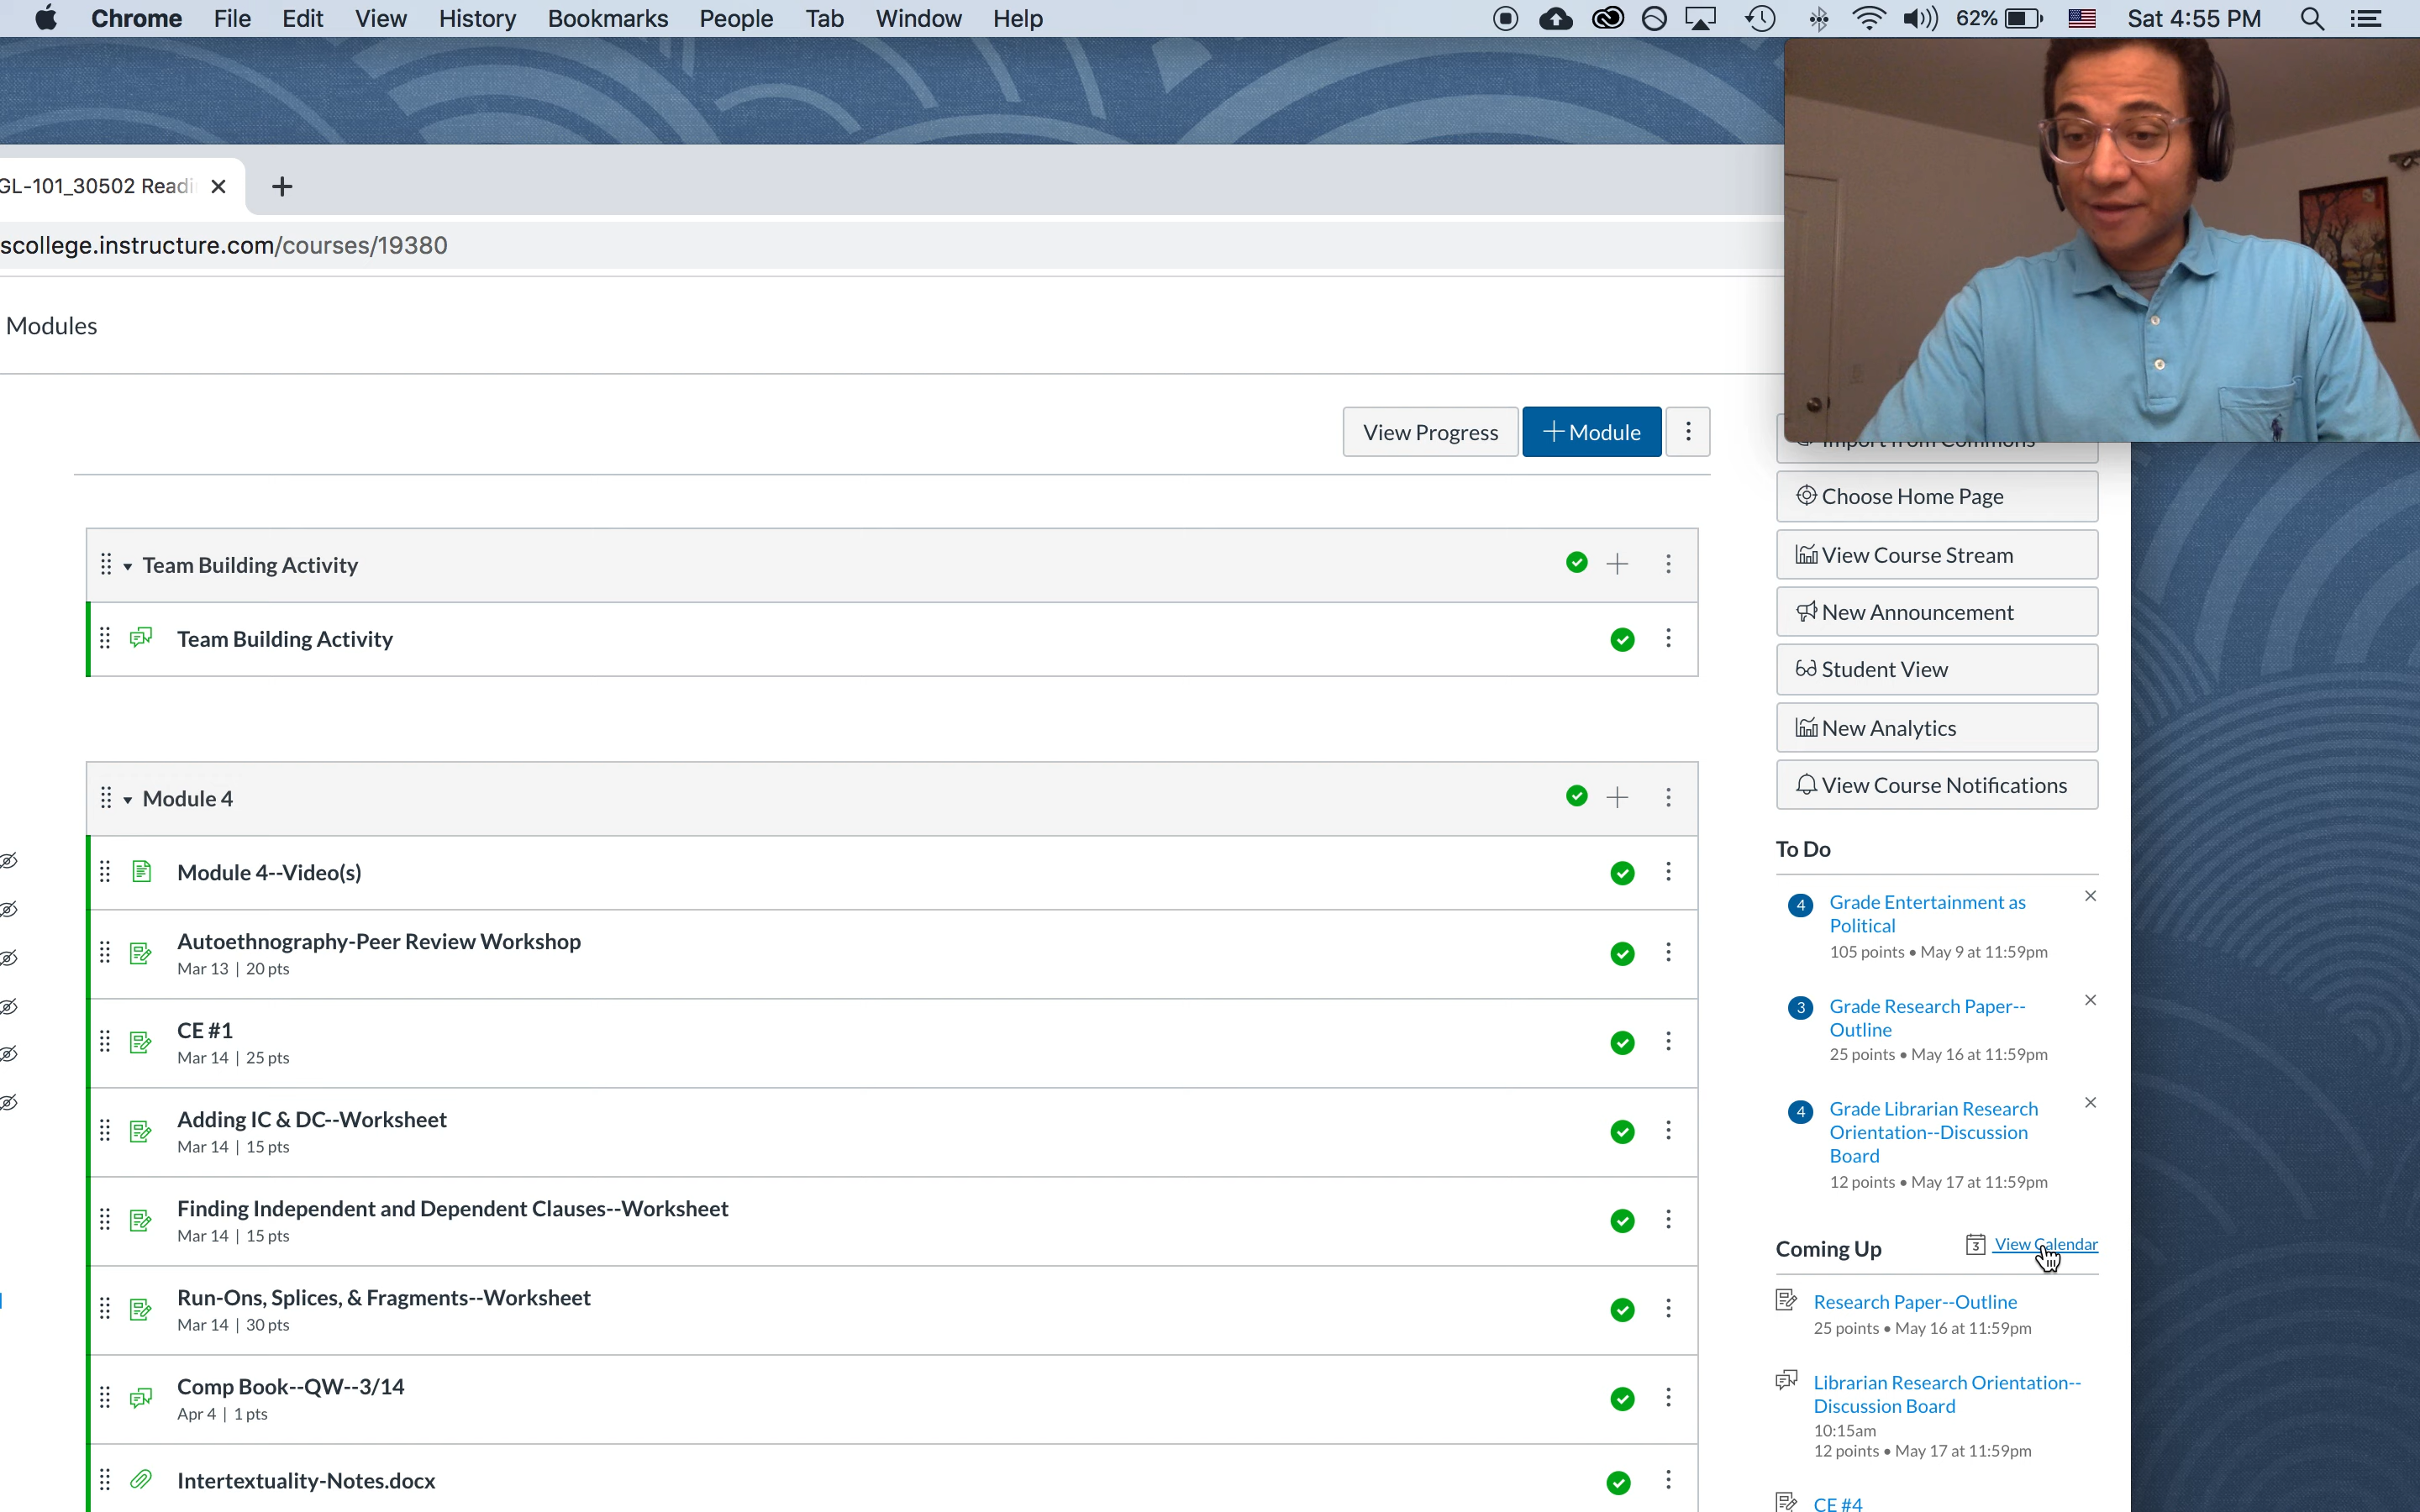 Chrome File Edit View History Bookmarks People Tab Window Help 62% Sat 4:55 PM
GL-101_30502 Readi
scollege.instructure.com/courses/19380
Modules
View Progress
+ Module
Team Building Activity
Team Building Activity
Module 4
Module 4--Video(s)
Autoethnography-Peer Review Workshop
Mar 13 | 20 pts
CE #1
Mar 14 | 25 pts
Adding IC & DC--Worksheet
Mar 14 | 15 pts
Finding Independent and Dependent Clauses--Worksheet
Mar 14 | 15 pts
Run-Ons, Splices, & Fragments--Worksheet
Mar 14 | 30 pts
Comp Book--QW--3/14
Apr 4 | 1 pts
Intertextuality-Notes.docx
Import from Commons
Choose Home Page
View Course Stream
New Announcement
Student View
New Analytics
View Course Notifications
To Do
4 Grade Entertainment as
Political
105 points • May 9 at 11:59pm
3 Grade Research Paper--
Outline
25 points • May 16 at 11:59pm
4 Grade Librarian Research
Orientation--Discussion
Board
12 points • May 17 at 11:59pm
Coming Up 3 View Calendar
Research Paper--Outline
25 points • May 16 at 11:59pm
Librarian Research Orientation--
Discussion Board
10:15am
12 points • May 17 at 11:59pm
CE #4